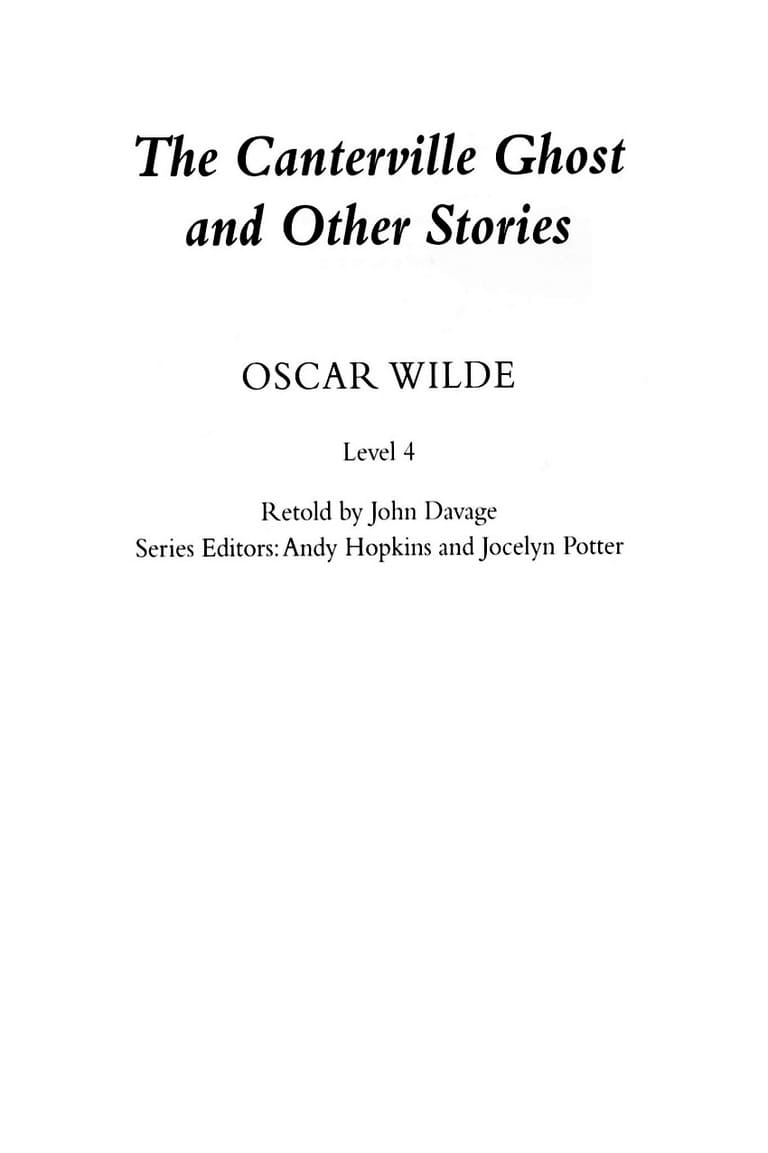 The Canterville Ghost
and Other Stories
OSCAR WILDE
Level 4
Retold by John Davage
Series Editors: Andy Hopkins and Jocelyn Potter